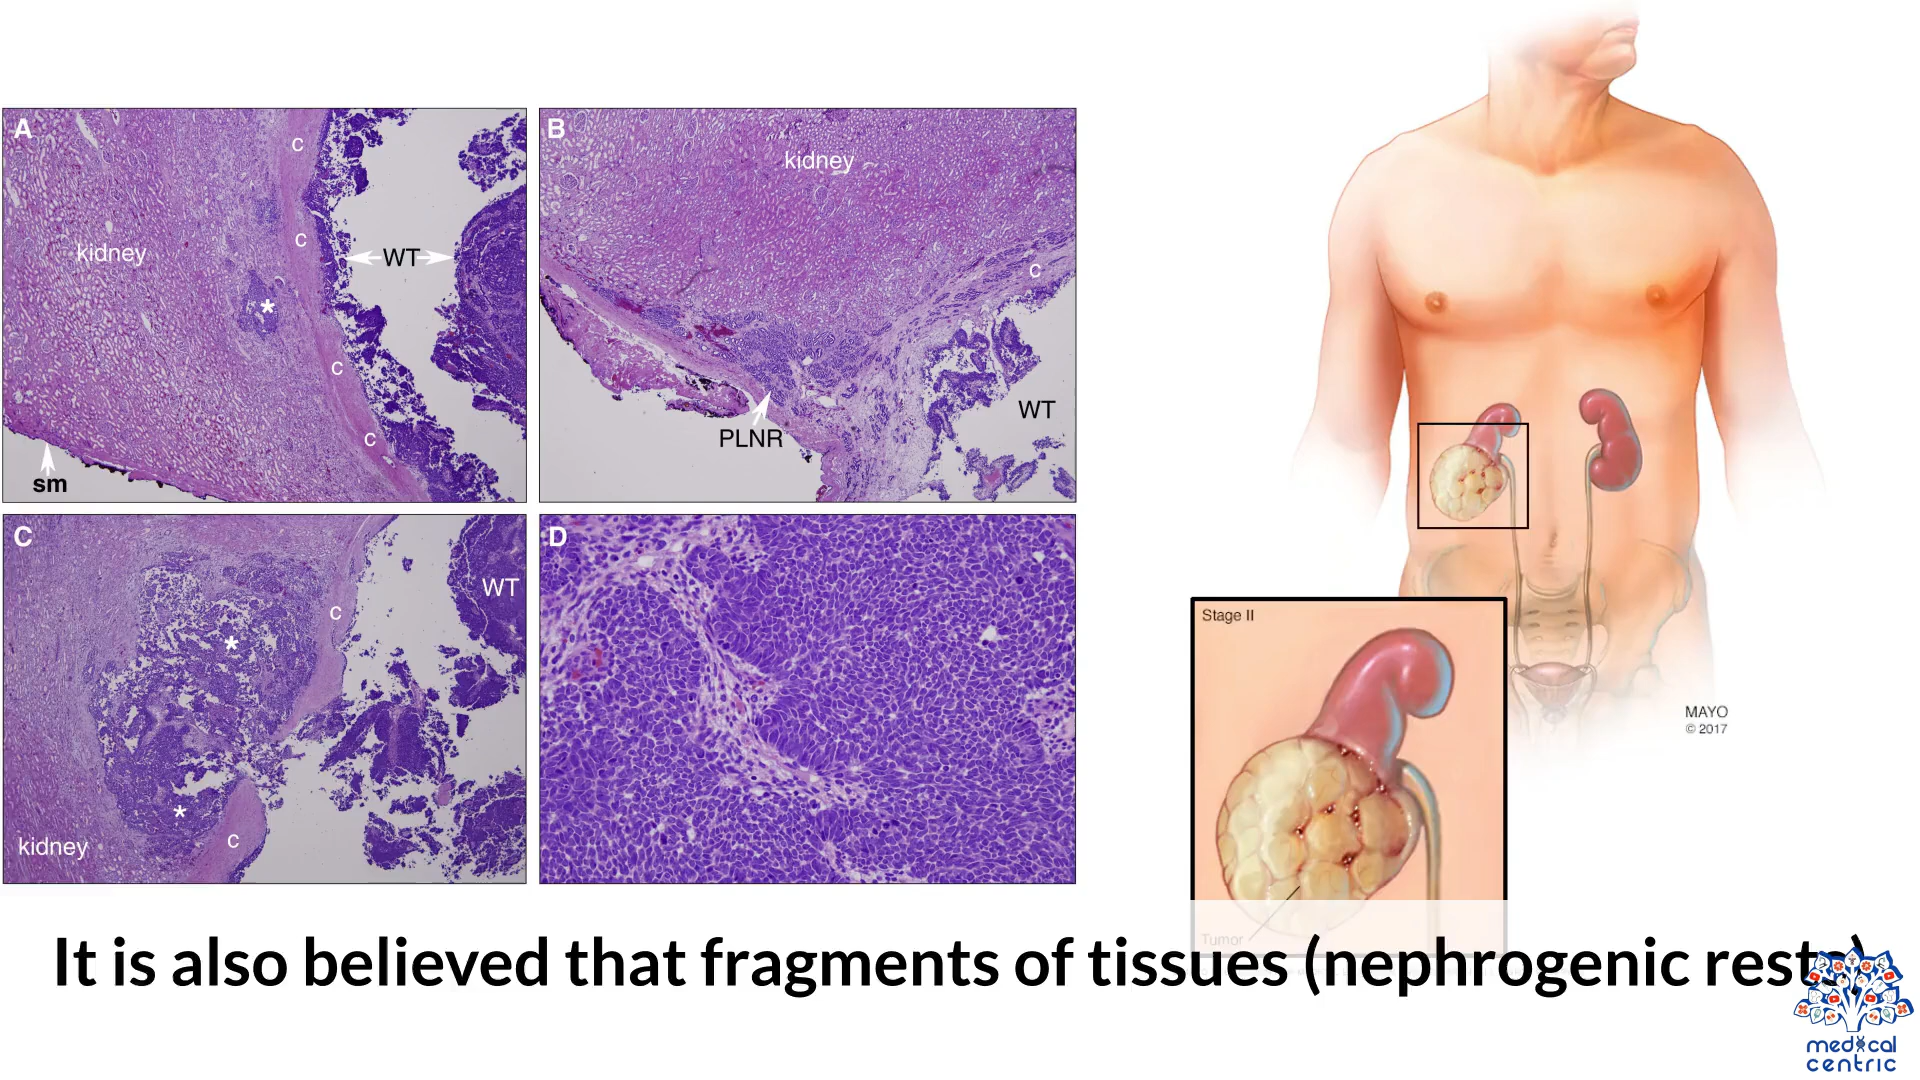 A
c
c
kidney
WT
*
c
c
sm
B
kidney
c
WT
PLNR
C
WT
c
*
*
c
kidney
D
Stage II
Tumor
MAYO
© 2017
It is also believed that fragments of tissues (nephrogenic rests)
medical
centric